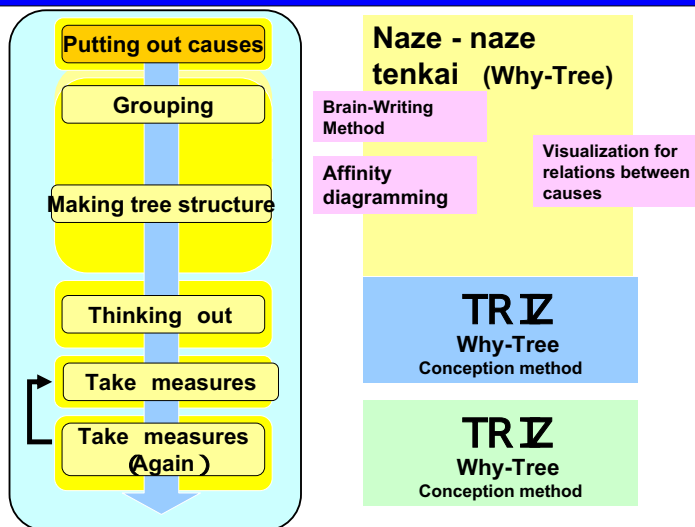 Putting out causes
Grouping
Making tree structure
Thinking out
Take measures
Take measures
(Again)
Naze - naze
tenkai (Why-Tree)
Brain-Writing
Method
Affinity
diagramming
Visualization for
relations between
causes
TRIZ
Why-Tree
Conception method
TRIZ
Why-Tree
Conception method